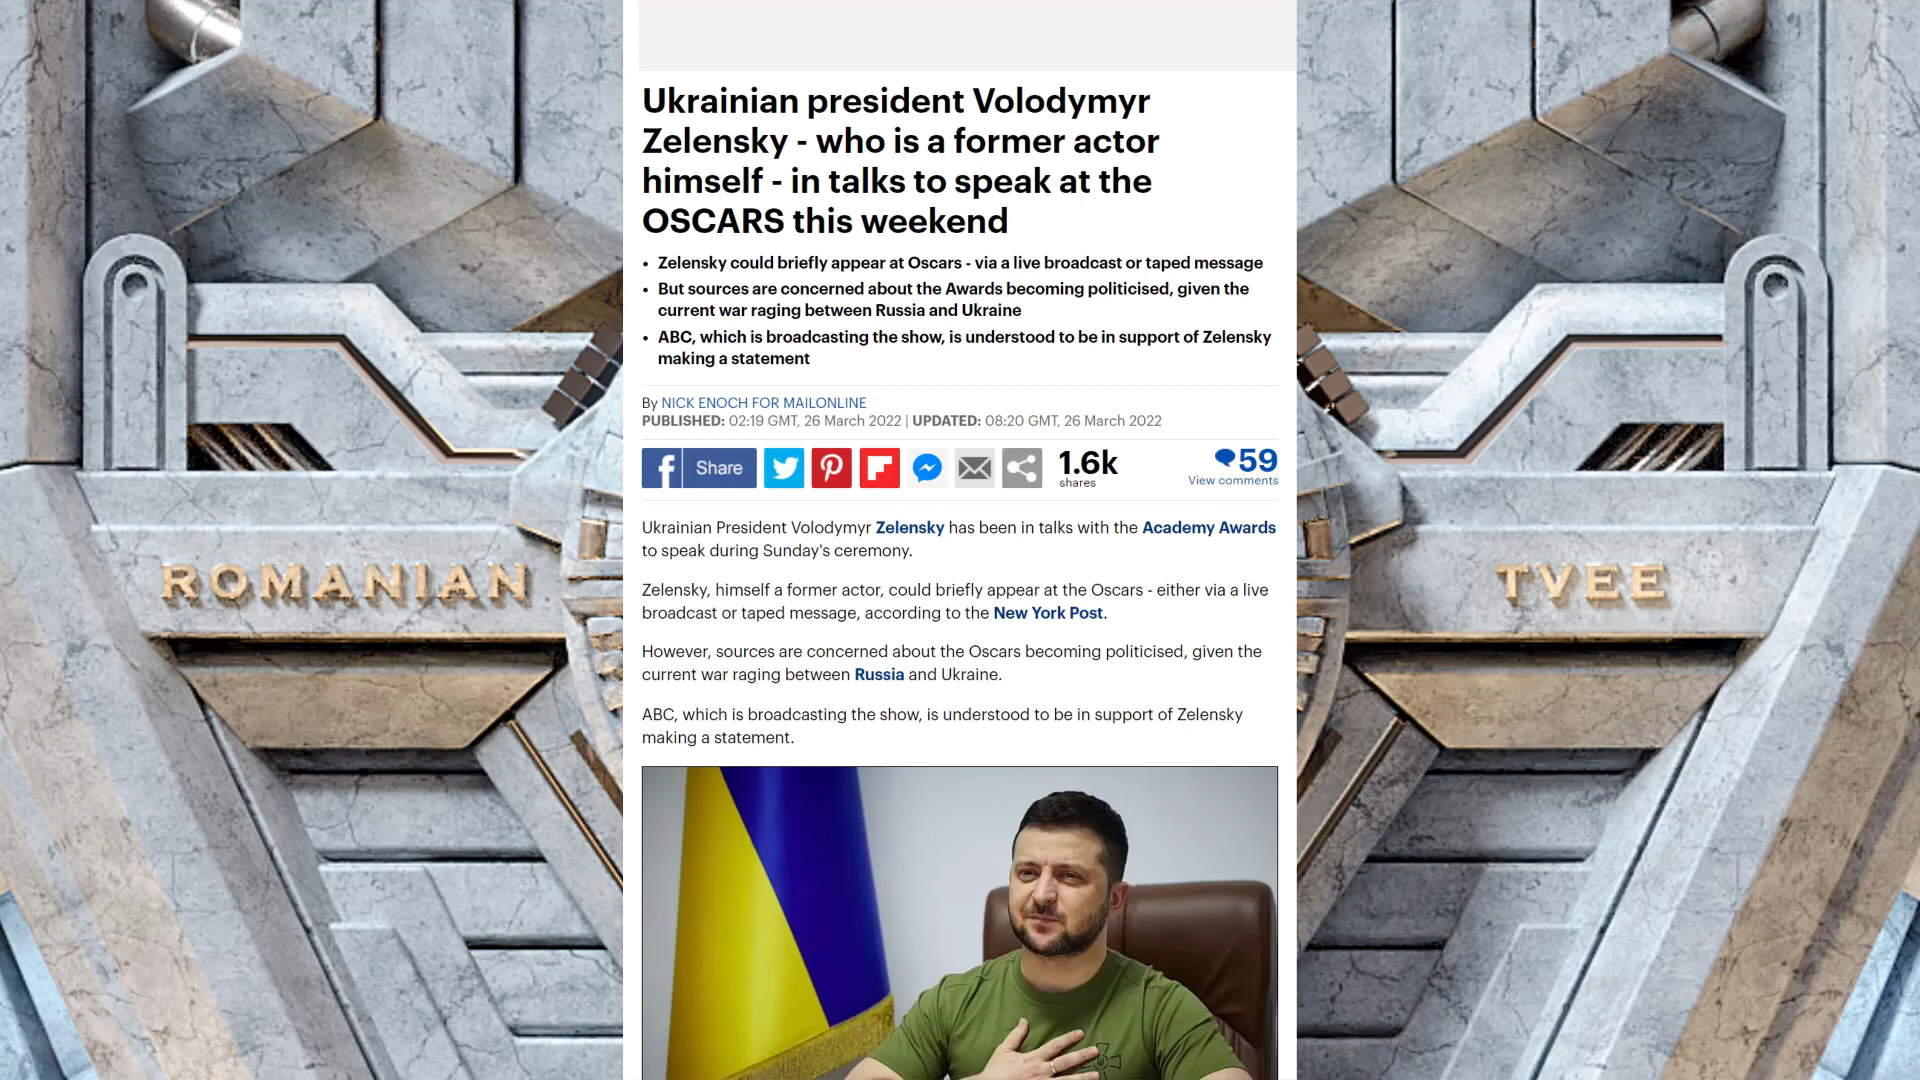 Ukrainian president Volodymyr
Zelensky - who is a former actor
himself - in talks to speak at the
OSCARS this weekend
• Zelensky could briefly appear at Oscars - via a live broadcast or taped message
• But sources are concerned about the Awards becoming politicised, given the
current war raging between Russia and Ukraine
• ABC, which is broadcasting the show, is understood to be in support of Zelensky
making a statement
By NICK ENOCH FOR MAILONLINE
PUBLISHED: 02:19 GMT, 26 March 2022 | UPDATED: 08:20 GMT, 26 March 2022
f Share
1.6k
shares
59
View comments
Ukrainian President Volodymyr Zelensky has been in talks with the Academy Awards
to speak during Sunday's ceremony.
Zelensky, himself a former actor, could briefly appear at the Oscars - either via a live
broadcast or taped message, according to the New York Post.
However, sources are concerned about the Oscars becoming politicised, given the
current war raging between Russia and Ukraine.
ABC, which is broadcasting the show, is understood to be in support of Zelensky
making a statement.
ROMANIAN
TVEE